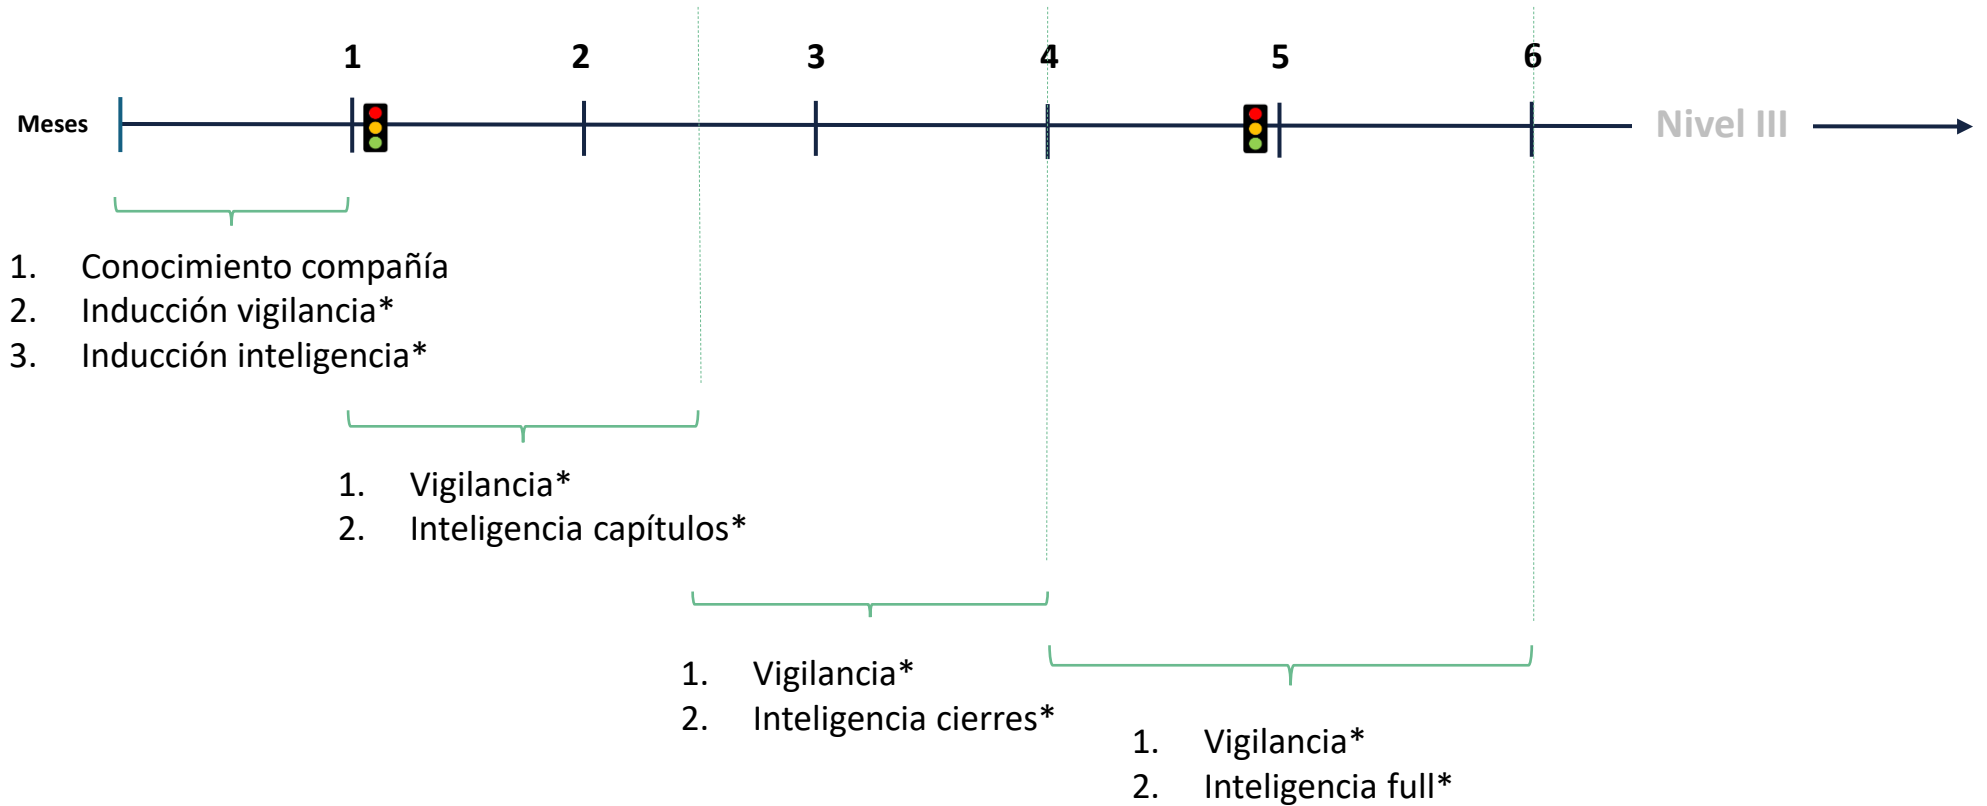 1 2 3 4 5 6
Meses
Nivel III
1. Conocimiento compañía
2. Inducción vigilancia*
3. Inducción inteligencia*
1. Vigilancia*
2. Inteligencia capítulos*
1. Vigilancia*
2. Inteligencia cierres*
1. Vigilancia*
2. Inteligencia full*